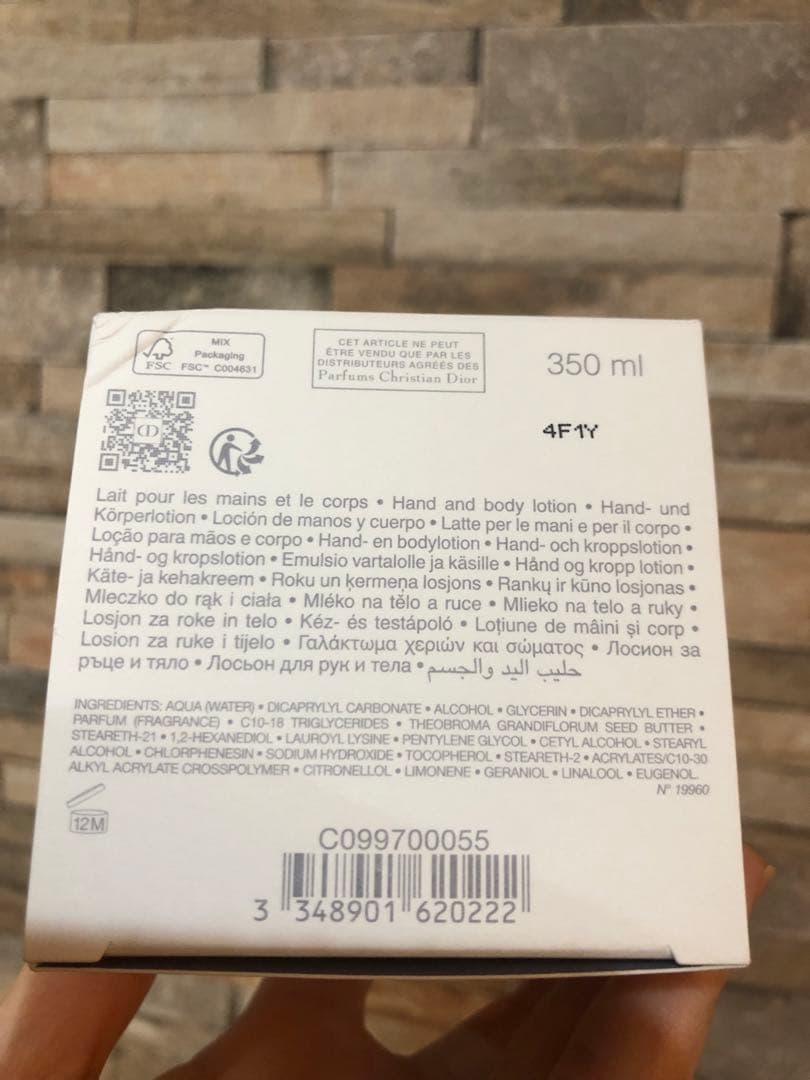 MIX
Packaging
FSC FSC™ C004631
CET ARTICLE NE PEUT
ÊTRE VENDU QUE PAR LES
DISTRIBUTEURS AGRÉÉS DES
Parfums Christian Dior
350 ml
CD
4F1Y
Lait pour les mains et le corps • Hand and body lotion • Hand- und
Körperlotion • Loción de manos y cuerpo • Latte per le mani e per il corpo •
Loção para mãos e corpo • Hand- en bodylotion • Hand- och kroppslotion •
Hånd- og kropslotion • Emulsio vartalolle ja käsille • Hånd og kropp lotion •
Käte- ja kehakreem • Roku un ķermeņa losjons • Rankų ir kūno losjonas •
Mleczko do rąk i ciała • Mléko na tělo a ruce • Mlieko na telo a ruky •
Losjon za roke in telo • Kéz- és testápoló • Loțiune de mâini și corp •
Losion za ruke i tijelo • Γαλάκτωμα χεριών και σώματος • Лосион за
ръце и тяло • Лосьон для рук и тела • حليب اليد والجسم
INGREDIENTS: AQUA (WATER) • DICAPRYLYL CARBONATE • ALCOHOL • GLYCERIN • DICAPRYLYL ETHER •
PARFUM (FRAGRANCE) • C10-18 TRIGLYCERIDES • THEOBROMA GRANDIFLORUM SEED BUTTER •
STEARETH-21 • 1,2-HEXANEDIOL • LAUROYL LYSINE • PENTYLENE GLYCOL • CETYL ALCOHOL • STEARYL
ALCOHOL • CHLORPHENESIN • SODIUM HYDROXIDE • TOCOPHEROL • STEARETH-2 • ACRYLATES/C10-30
ALKYL ACRYLATE CROSSPOLYMER • CITRONELLOL • LIMONENE • GERANIOL • LINALOOL • EUGENOL.
N° 19960
12M
C099700055
3 348901 620222